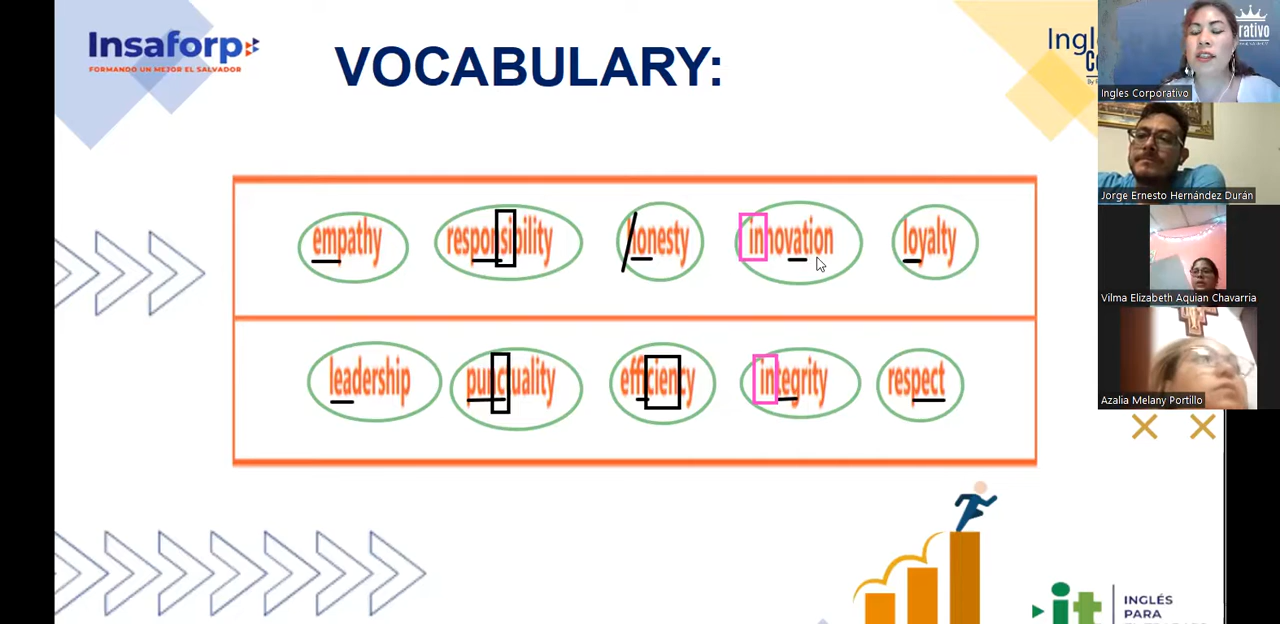 Insaforp
FORMANDO UN MEJOR EL SALVADOR
VOCABULARY:
empathy responsibility honesty innovation loyalty
leadership punctuality efficiency integrity respect
Ingles Corporativo
Jorge Ernesto Hernández Durán
Vilma Elizabeth Aquian Chavarria
Azalia Melany Portillo
it
INGLÉS
PARA